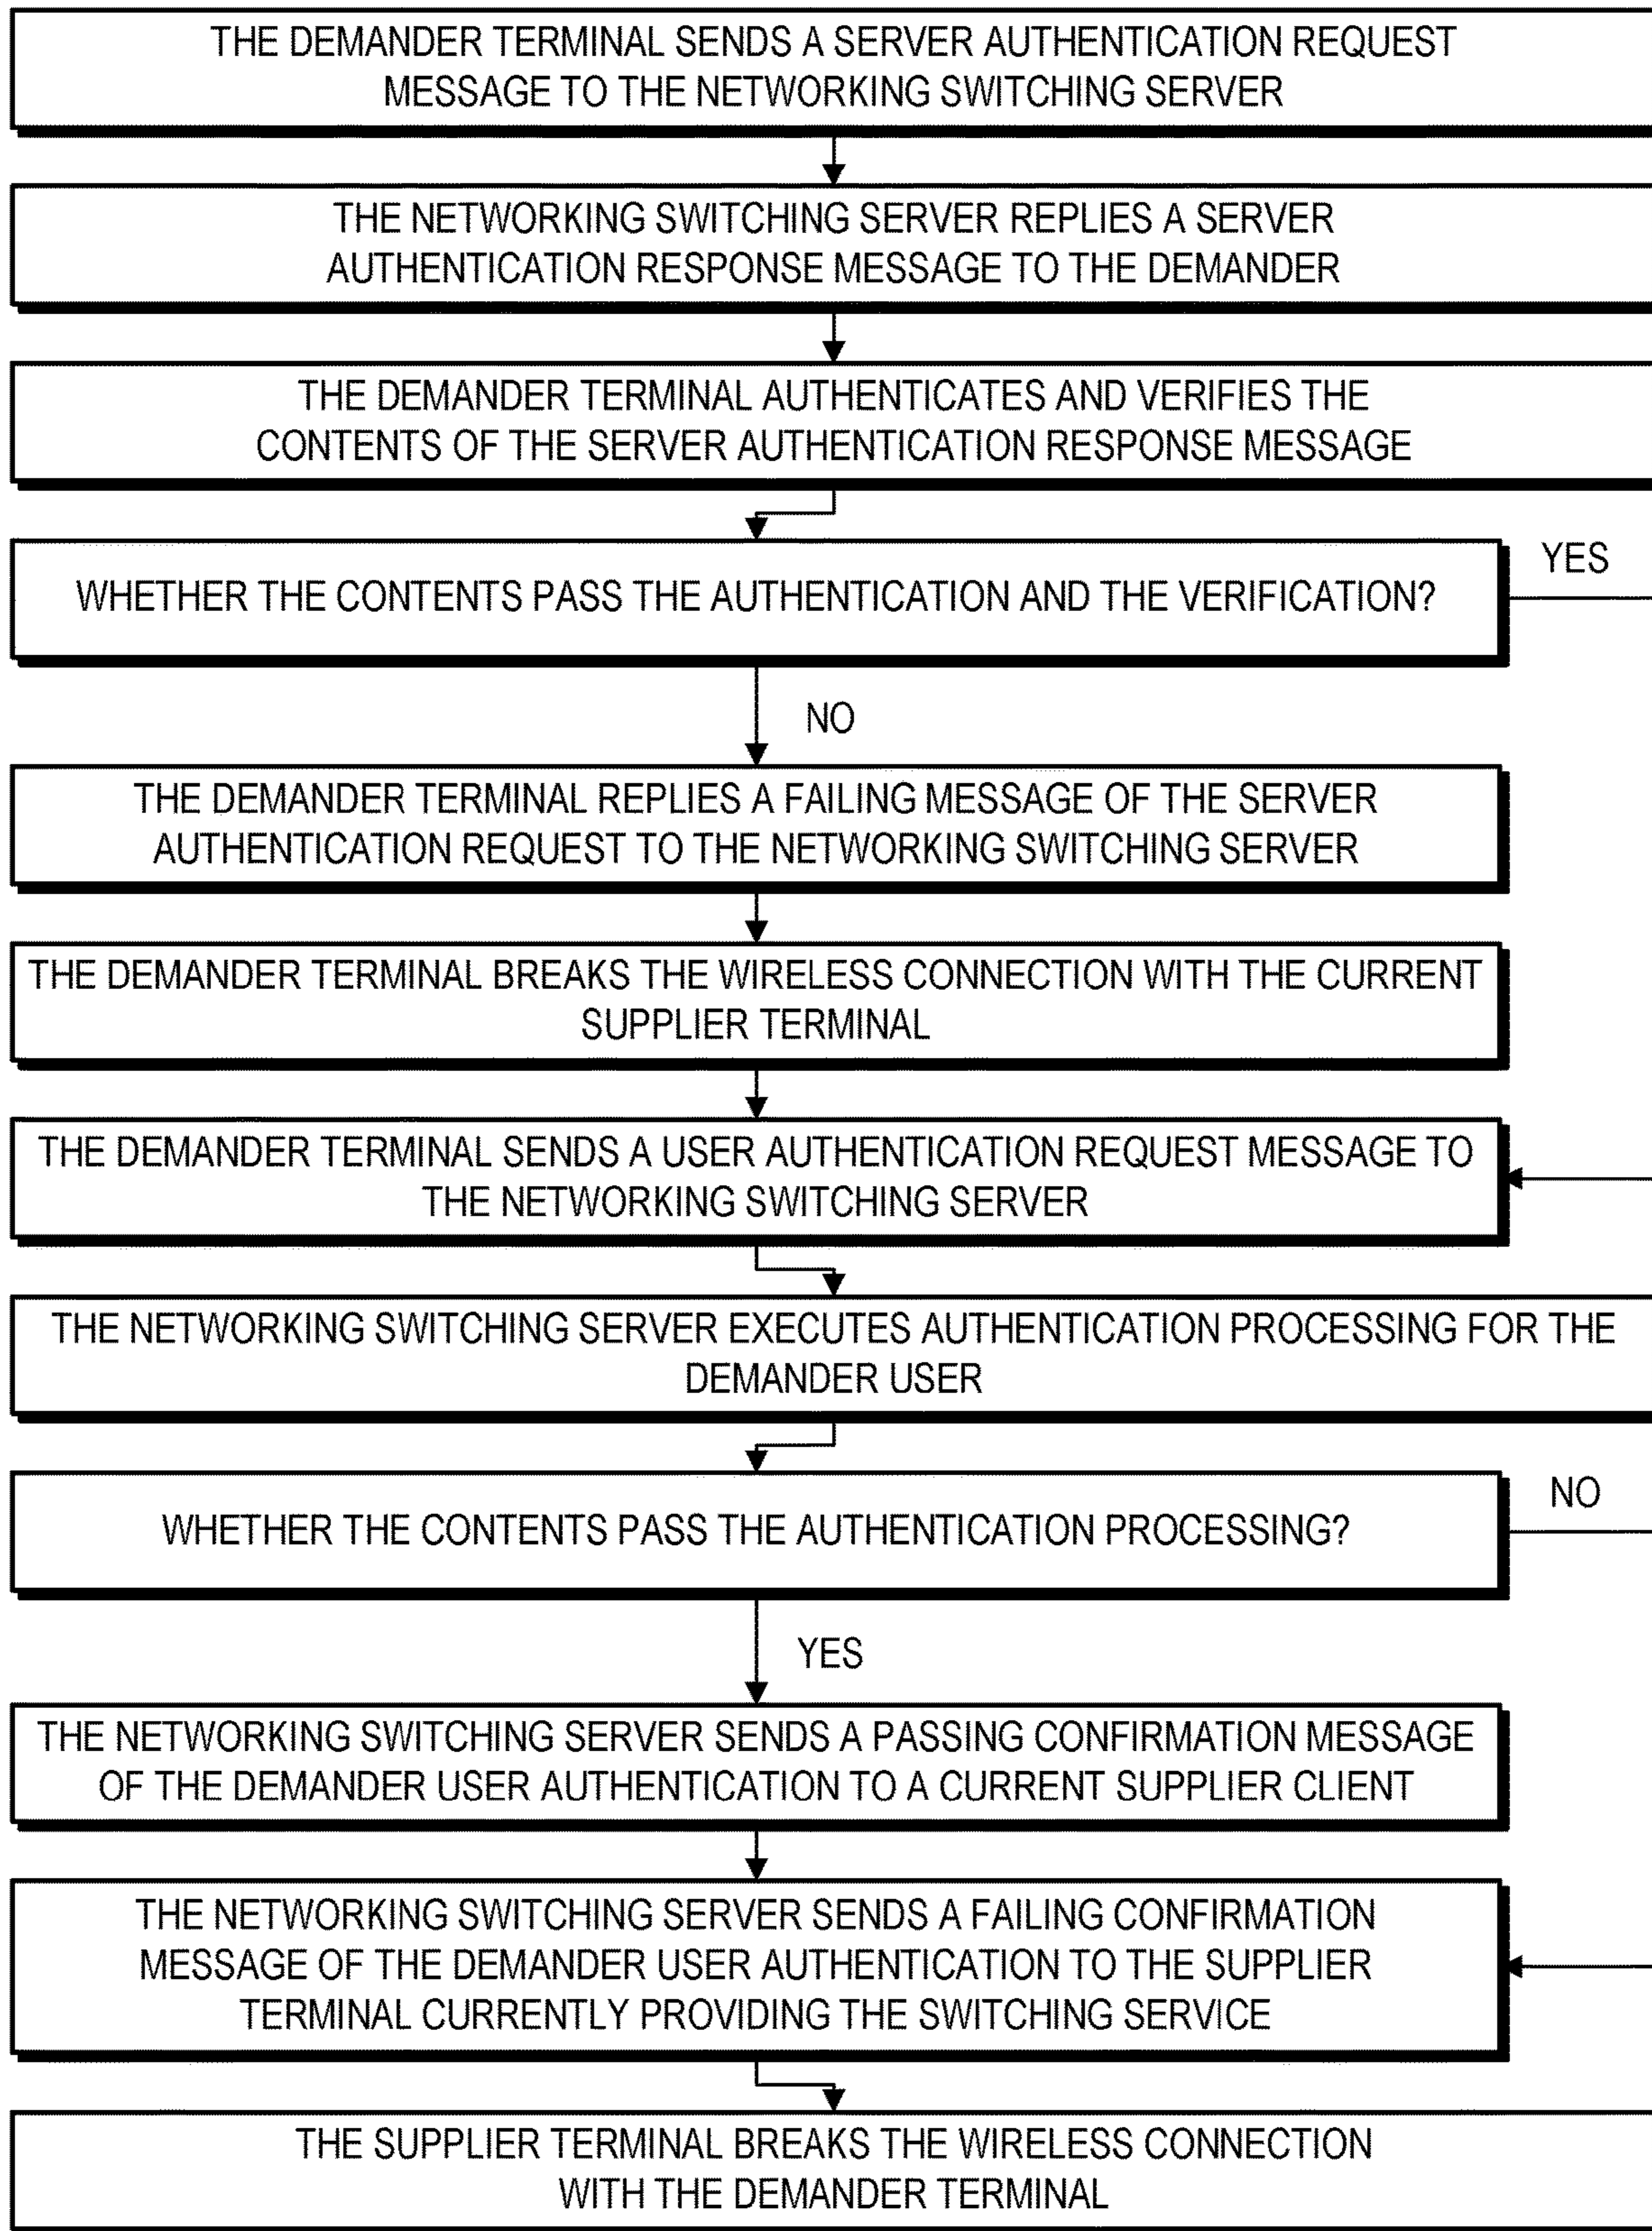 THE DEMANDER TERMINAL SENDS A SERVER AUTHENTICATION REQUEST
MESSAGE TO THE NETWORKING SWITCHING SERVER
THE NETWORKING SWITCHING SERVER REPLIES A SERVER
AUTHENTICATION RESPONSE MESSAGE TO THE DEMANDER
THE DEMANDER TERMINAL AUTHENTICATES AND VERIFIES THE
CONTENTS OF THE SERVER AUTHENTICATION RESPONSE MESSAGE
YES
WHETHER THE CONTENTS PASS THE AUTHENTICATION AND THE VERIFICATION?
NO
THE DEMANDER TERMINAL REPLIES A FAILING MESSAGE OF THE SERVER
AUTHENTICATION REQUEST TO THE NETWORKING SWITCHING SERVER
THE DEMANDER TERMINAL BREAKS THE WIRELESS CONNECTION WITH THE CURRENT
SUPPLIER TERMINAL
THE DEMANDER TERMINAL SENDS A USER AUTHENTICATION REQUEST MESSAGE TO
THE NETWORKING SWITCHING SERVER
THE NETWORKING SWITCHING SERVER EXECUTES AUTHENTICATION PROCESSING FOR THE
DEMANDER USER
NO
WHETHER THE CONTENTS PASS THE AUTHENTICATION PROCESSING?
YES
THE NETWORKING SWITCHING SERVER SENDS A PASSING CONFIRMATION MESSAGE
OF THE DEMANDER USER AUTHENTICATION TO A CURRENT SUPPLIER CLIENT
THE NETWORKING SWITCHING SERVER SENDS A FAILING CONFIRMATION
MESSAGE OF THE DEMANDER USER AUTHENTICATION TO THE SUPPLIER
TERMINAL CURRENTLY PROVIDING THE SWITCHING SERVICE
THE SUPPLIER TERMINAL BREAKS THE WIRELESS CONNECTION
WITH THE DEMANDER TERMINAL